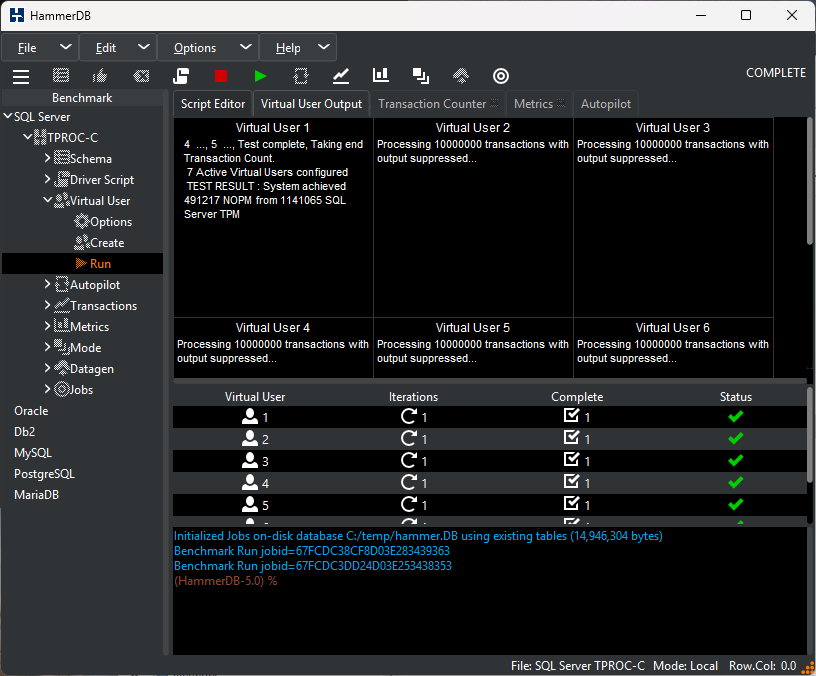 HammerDB
File Edit Options Help
COMPLETE
Benchmark
SQL Server
TPROC-C
Schema
Driver Script
Virtual User
Options
Create
Run
Autopilot
Transactions
Metrics
Mode
Datagen
Jobs
Oracle
Db2
MySQL
PostgreSQL
MariaDB
Script Editor Virtual User Output Transaction Counter Metrics Autopilot
Virtual User 1
4 ..., 5 ..., Test complete, Taking end
Transaction Count.
7 Active Virtual Users configured
TEST RESULT : System achieved
491217 NOPM from 1141065 SQL
Server TPM
Virtual User 2
Processing 10000000 transactions with
output suppressed...
Virtual User 3
Processing 10000000 transactions with
output suppressed...
Virtual User 4
Processing 10000000 transactions with
output suppressed...
Virtual User 5
Processing 10000000 transactions with
output suppressed...
Virtual User 6
Processing 10000000 transactions with
output suppressed...
Virtual User Iterations Complete Status
1 1 1
2 1 1
3 1 1
4 1 1
5 1 1
Initialized Jobs on-disk database C:/temp/hammer.DB using existing tables (14,946,304 bytes)
Benchmark Run jobid=67FCDC38CF8D03E283439363
Benchmark Run jobid=67FCDC3DD24D03E253438353
(HammerDB-5.0) %
File: SQL Server TPROC-C Mode: Local Row.Col: 0.0